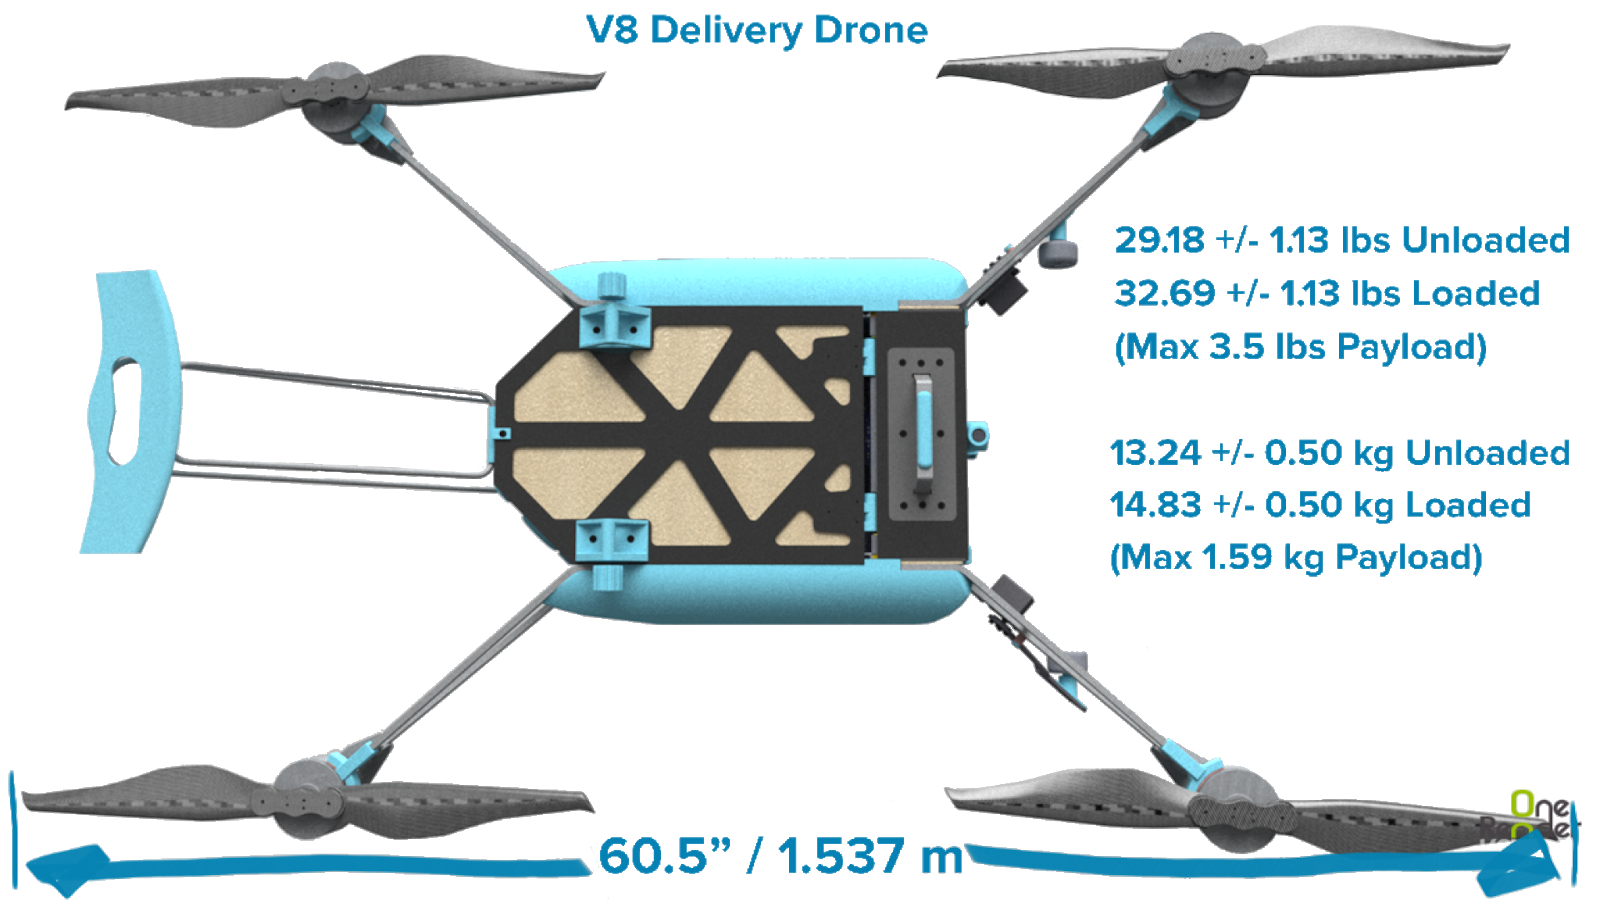 V8 Delivery Drone
29.18 +/- 1.13 lbs Unloaded
32.69 +/- 1.13 lbs Loaded
(Max 3.5 lbs Payload)
13.24 +/- 0.50 kg Unloaded
14.83 +/- 0.50 kg Loaded
(Max 1.59 kg Payload)
60.5” / 1.537 m
One